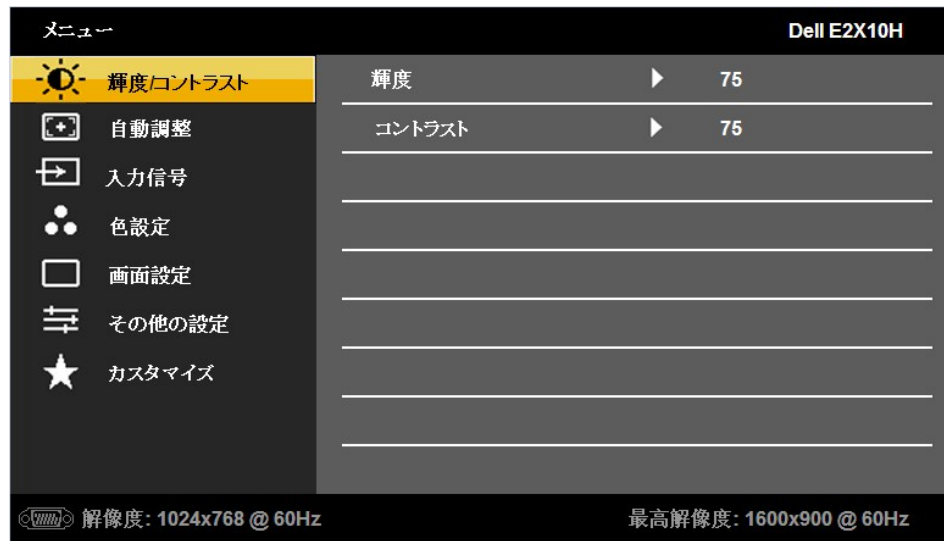 メニュー Dell E2X10H
輝度/コントラスト 輝度 75
自動調整 コントラスト 75
入力信号
色設定
画面設定
その他の設定
カスタマイズ
解像度: 1024x768 @ 60Hz 最高解像度: 1600x900 @ 60Hz